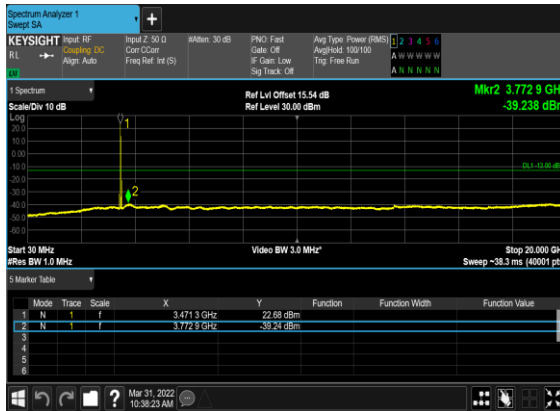 Spectrum Analyzer 1
Swept SA
+
KEYSIGHT
RL
Input: RF
Coupling: DC
Align: Auto
Input Z: 50 Ω
Corr CCorr
Freq Ref: Int (S)
#Atten: 30 dB
PNO: Fast
Gate: Off
IF Gain: Low
Sig Track: Off
Avg Type: Power (RMS)
Avg|Hold: 100/100
Trig: Free Run
1 2 3 4 5 6
A W W W W W
A N N N N N
1 Spectrum
Scale/Div 10 dB
Ref Lvl Offset 15.54 dB
Ref Level 30.00 dBm
Mkr2 3.772 9 GH
-39.238 dBr
Log
20.0
10.0
0.00
-10.0
-20.0
-30.0
-40.0
-50.0
-60.0
1
2
DL1 -13.00 dB
Start 30 MHz
#Res BW 1.0 MHz
Video BW 3.0 MHz*
Stop 20.000 GH
Sweep ~38.3 ms (40001 pt
5 Marker Table
Mode Trace Scale X Y Function Function Width Function Value
1 N 1 f 3.471 3 GHz 22.68 dBm
2 N 1 f 3.772 9 GHz -39.24 dBm
3
4
5
6
?
Mar 31, 2022
10:38:23 AM